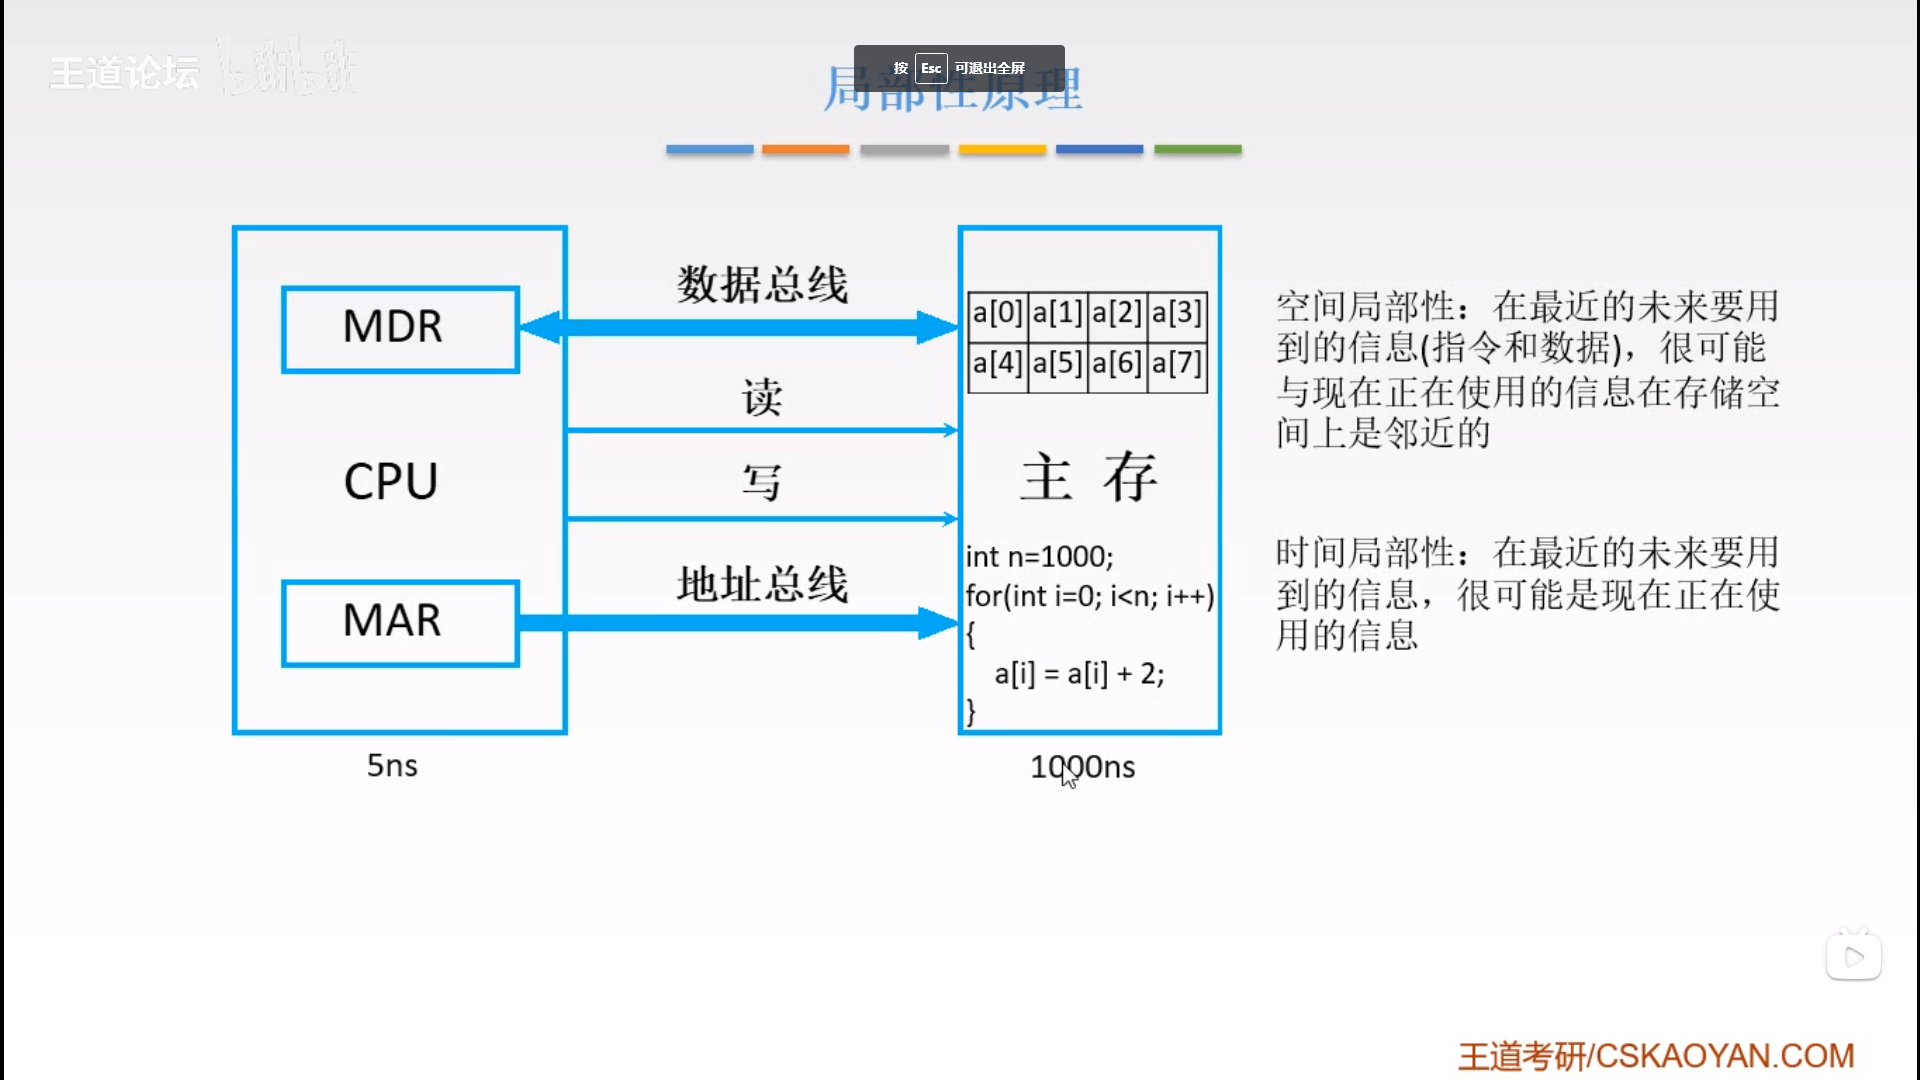 王道论坛 bilibili
按 Esc 可退出全屏
局部性原理
MDR
CPU
MAR
5ns
数据总线
读
写
地址总线
a[0] a[1] a[2] a[3]
a[4] a[5] a[6] a[7]
主 存
int n=1000;
for(int i=0; i<n; i++)
{
a[i] = a[i] + 2;
}
1000ns
空间局部性：在最近的未来要用
到的信息(指令和数据)，很可能
与现在正在使用的信息在存储空
间上是邻近的
时间局部性：在最近的未来要用
到的信息，很可能是现在正在使
用的信息
王道考研/CSKAOYAN.COM